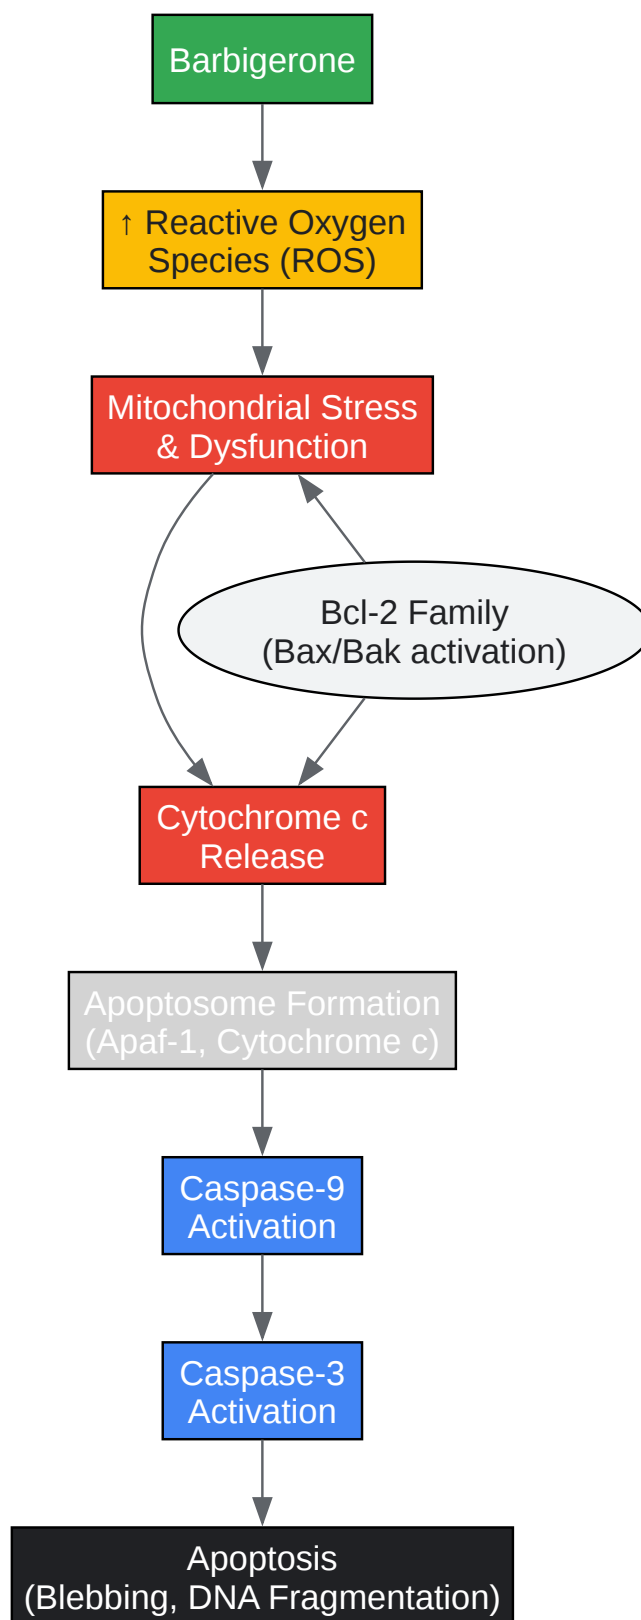 Barbigerone
↑ Reactive Oxygen
Species (ROS)
Mitochondrial Stress
& Dysfunction
Bcl-2 Family
(Bax/Bak activation)
Cytochrome c
Release
Apoptosome Formation
(Apaf-1, Cytochrome c)
Caspase-9
Activation
Caspase-3
Activation
Apoptosis
(Blebbing, DNA Fragmentation)